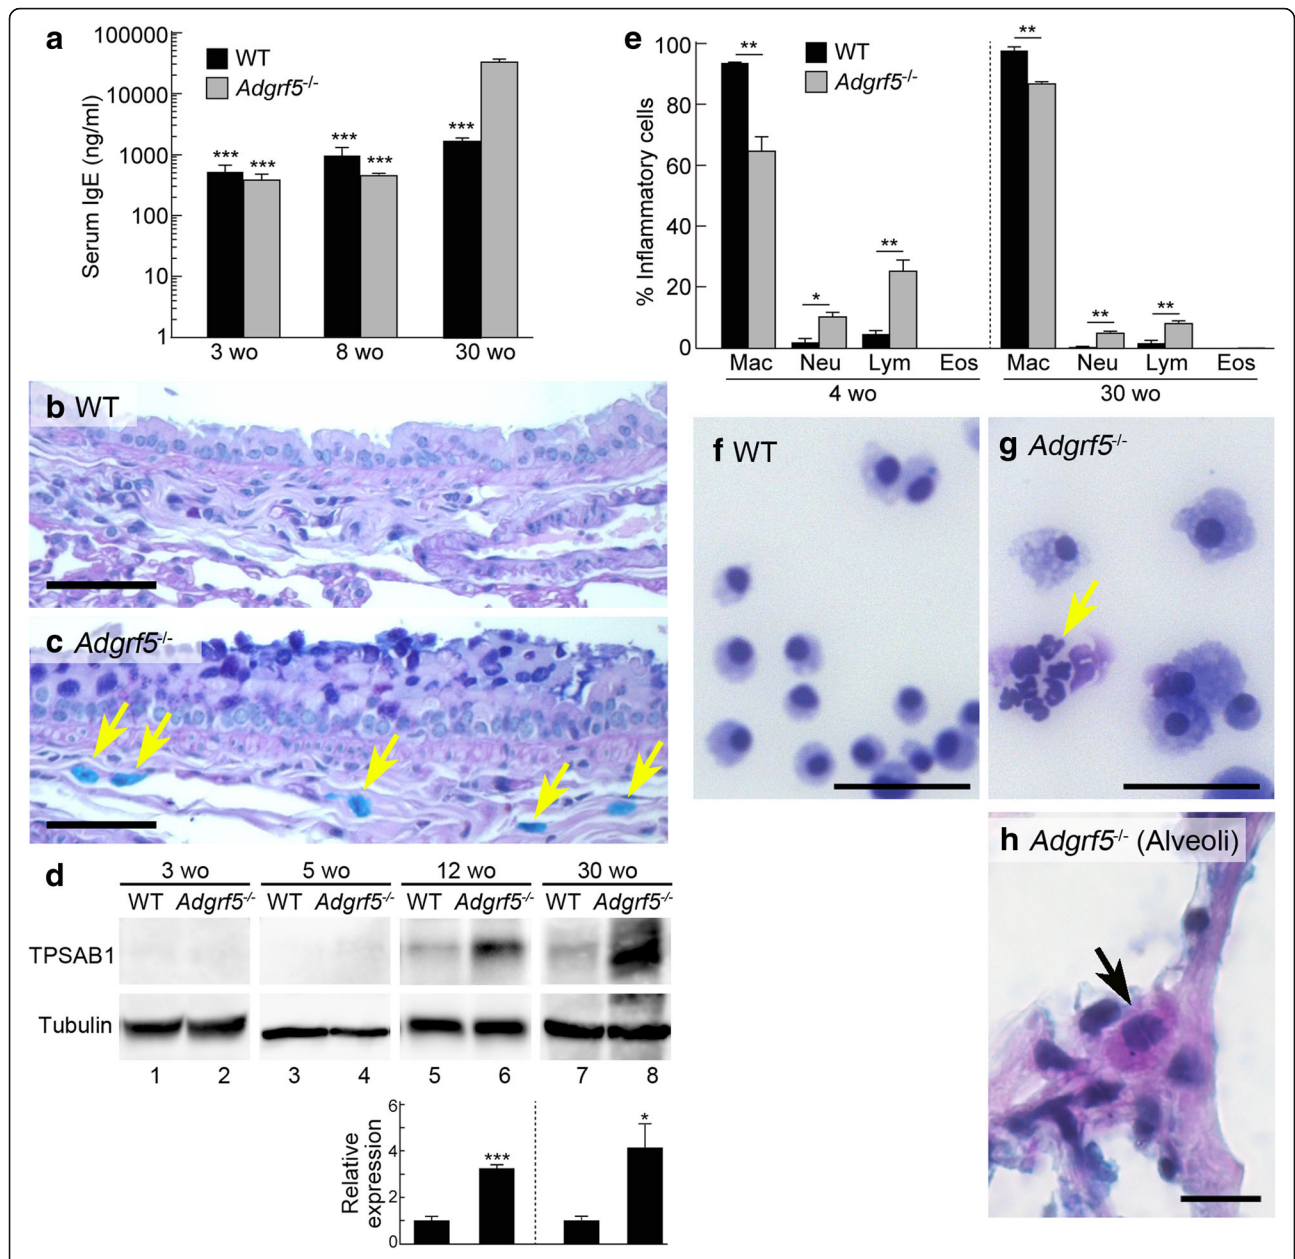 a
100000
10000
1000
100
10
1
Serum IgE (ng/ml)
WT
Adgrf5-/-
*** *** *** *** ***
3 wo 8 wo 30 wo
b WT
c Adgrf5-/-
d
3 wo 5 wo 12 wo 30 wo
WT Adgrf5-/- WT Adgrf5-/- WT Adgrf5-/- WT Adgrf5-/-
TPSAB1
Tubulin
1 2 3 4 5 6 7 8
Relative expression
6
4
2
0
*** *
e
100
80
60
40
20
0
% Inflammatory cells
WT
Adgrf5-/-
** * ** ** ** **
Mac Neu Lym Eos Mac Neu Lym Eos
4 wo 30 wo
f WT
g Adgrf5-/-
h Adgrf5-/- (Alveoli)